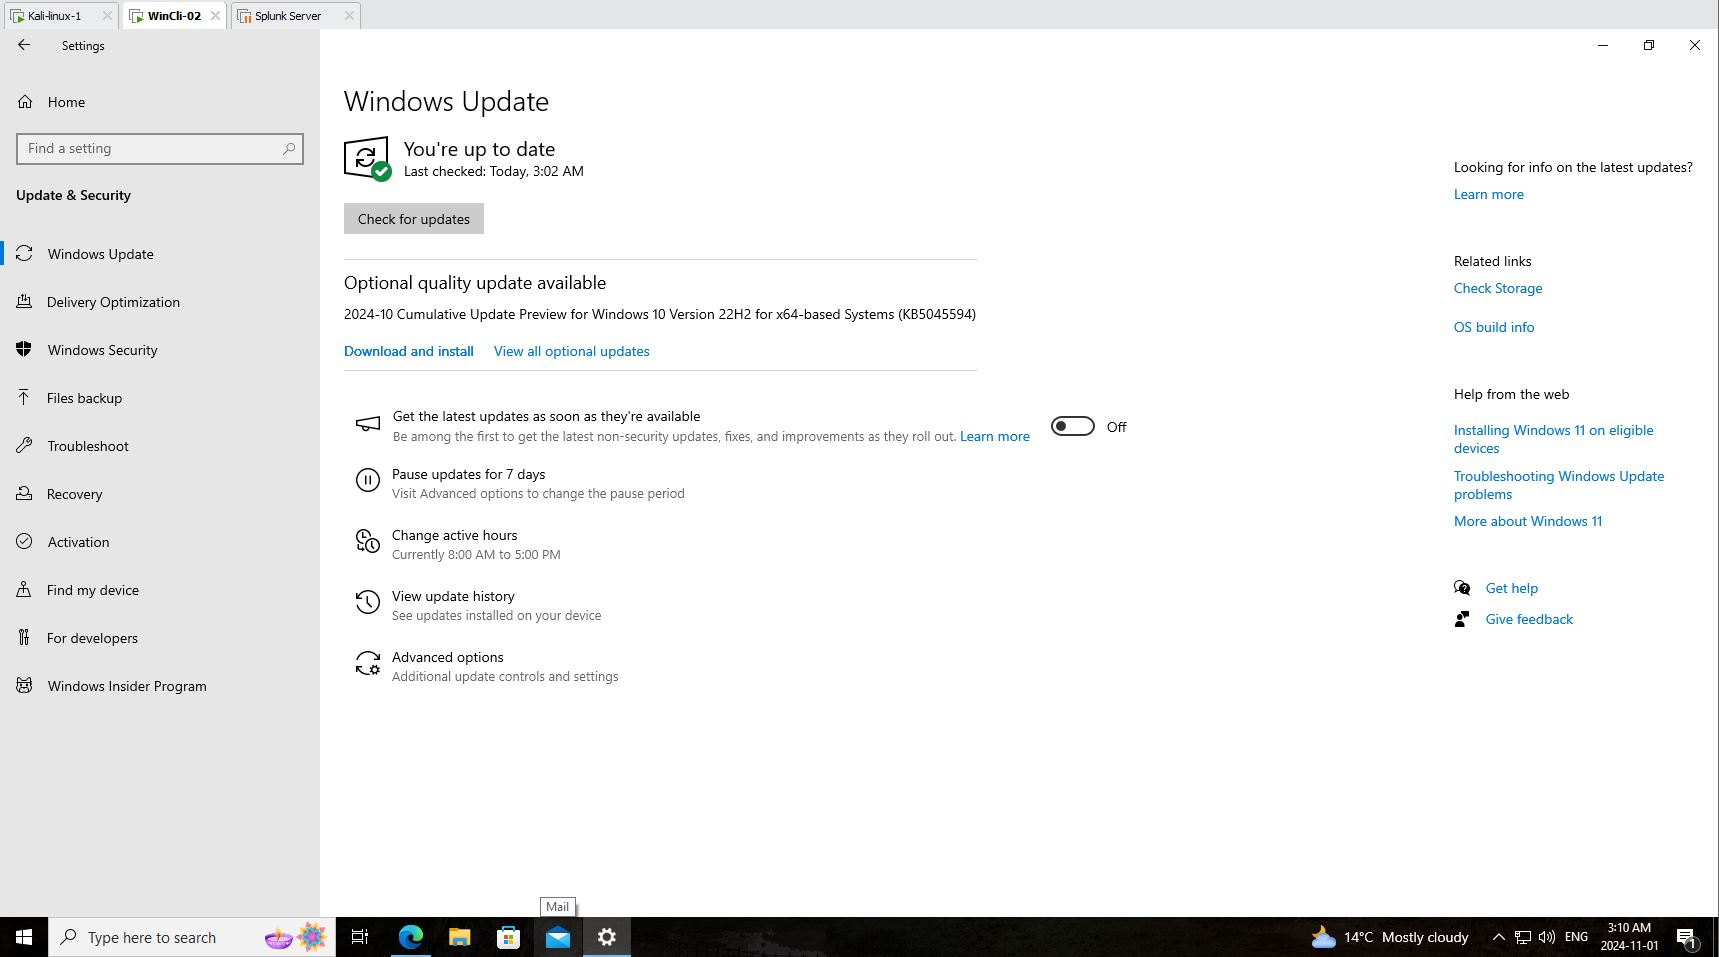 Kali-linux-1
WinCli-02
Splunk Server
Settings
Home
Find a setting
Update & Security
Windows Update
Delivery Optimization
Windows Security
Files backup
Troubleshoot
Recovery
Activation
Find my device
For developers
Windows Insider Program
Windows Update
You're up to date
Last checked: Today, 3:02 AM
Check for updates
Optional quality update available
2024-10 Cumulative Update Preview for Windows 10 Version 22H2 for x64-based Systems (KB5045594)
Download and install
View all optional updates
Get the latest updates as soon as they're available
Be among the first to get the latest non-security updates, fixes, and improvements as they roll out. Learn more
Off
Pause updates for 7 days
Visit Advanced options to change the pause period
Change active hours
Currently 8:00 AM to 5:00 PM
View update history
See updates installed on your device
Advanced options
Additional update controls and settings
Looking for info on the latest updates?
Learn more
Related links
Check Storage
OS build info
Help from the web
Installing Windows 11 on eligible
devices
Troubleshooting Windows Update
problems
More about Windows 11
Get help
Give feedback
Mail
Type here to search
14°C Mostly cloudy
ENG
3:10 AM
2024-11-01
1